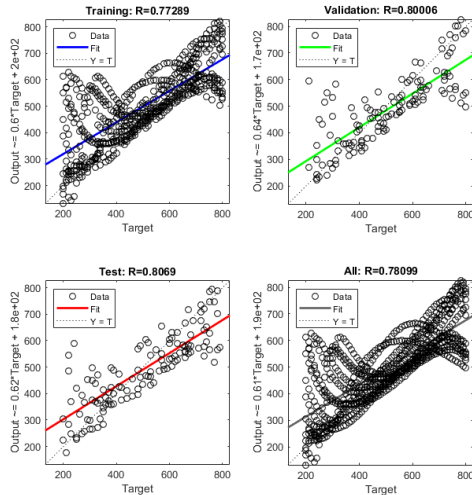 Training: R=0.77289
Output ~= 0.6*Target + 2e+02
800
700
600
500
400
300
200
Data
Fit
Y = T
200 400 600 800
Target
Validation: R=0.80006
Output ~= 0.64*Target + 1.7e+02
800
700
600
500
400
300
200
Data
Fit
Y = T
200 400 600 800
Target
Test: R=0.8069
Output ~= 0.62*Target + 1.8e+02
800
700
600
500
400
300
200
Data
Fit
Y = T
200 400 600 800
Target
All: R=0.78099
Output ~= 0.61*Target + 1.9e+02
800
700
600
500
400
300
200
Data
Fit
Y = T
200 400 600 800
Target